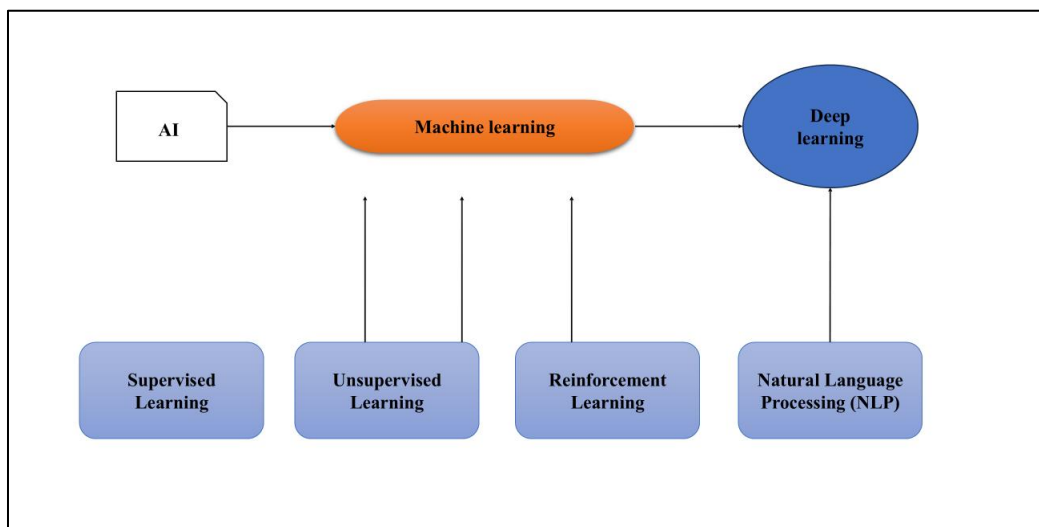 AI
Machine learning
Deep
learning
Supervised
Learning
Unsupervised
Learning
Reinforcement
Learning
Natural Language
Processing (NLP)